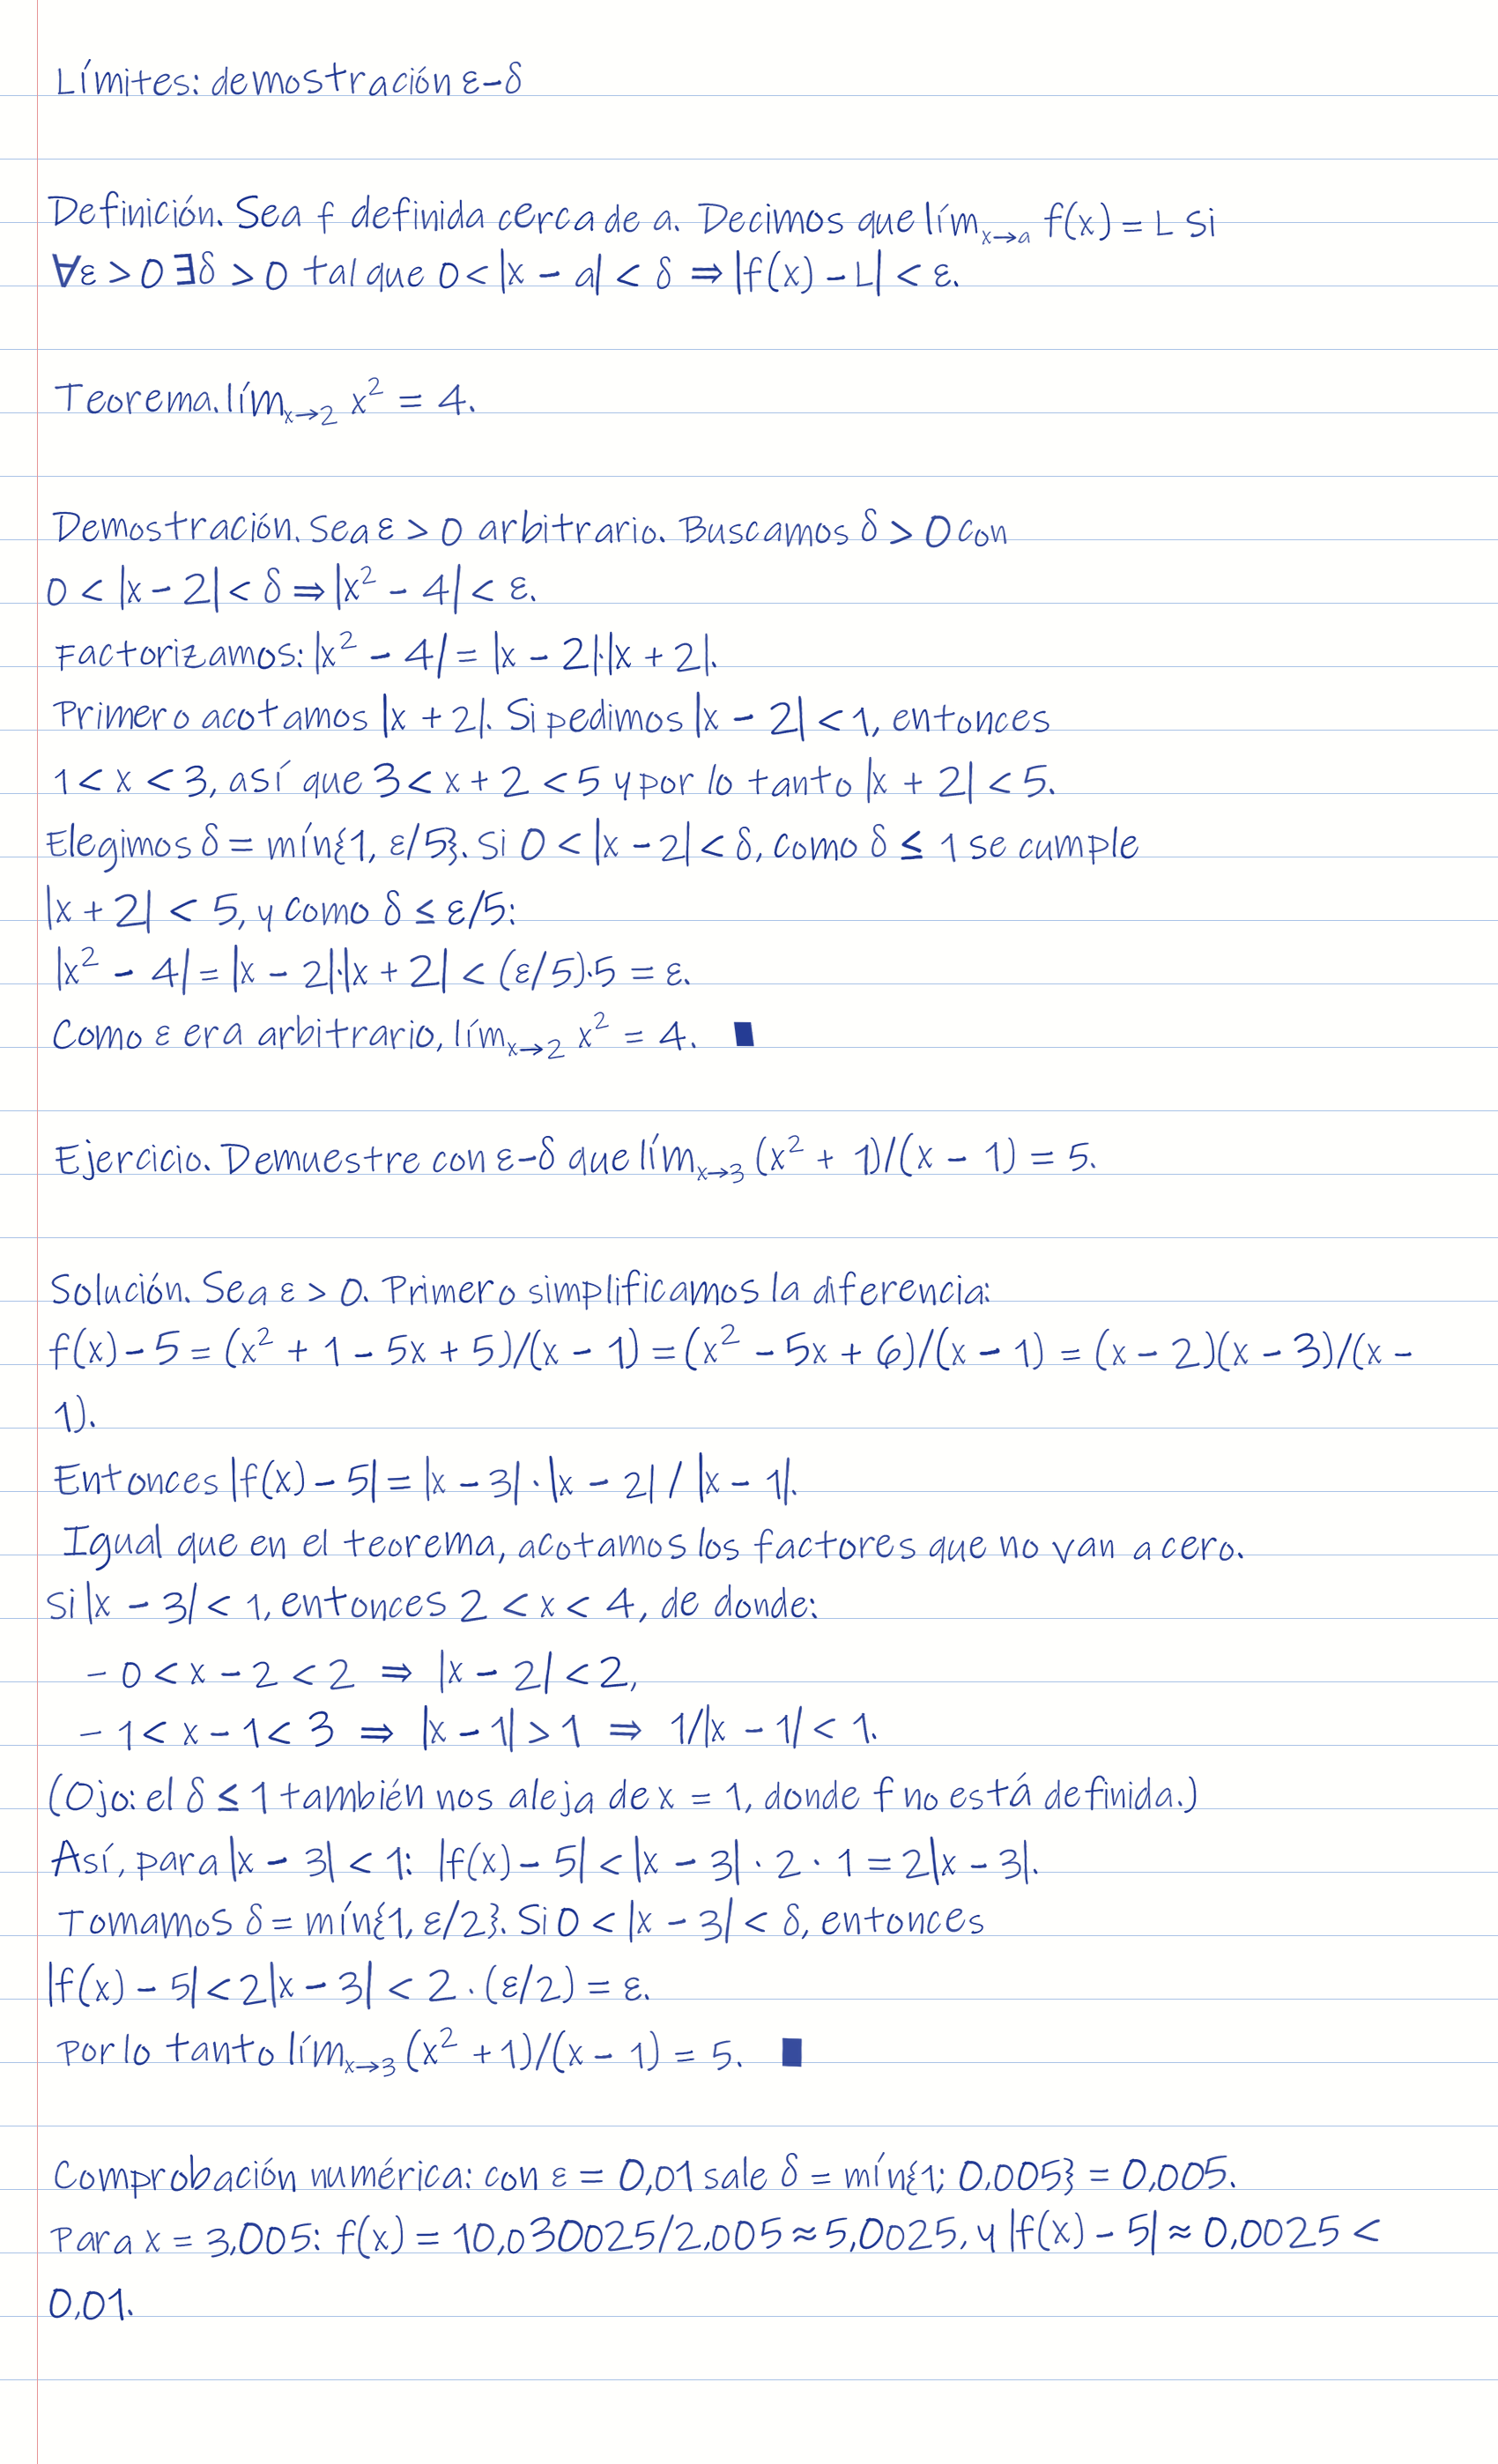 Límites: demostración ε–δ
Definición. Sea f definida cerca de a. Decimos que lím_{x→a} f(x) = L si
∀ε > 0 ∃δ > 0 tal que 0 < |x − a| < δ ⇒ |f(x) − L| < ε.
Teorema. lím_{x→2} x² = 4.
Demostración. Sea ε > 0 arbitrario. Buscamos δ > 0 con
0 < |x − 2| < δ ⇒ |x² − 4| < ε.
Factorizamos: |x² − 4| = |x − 2|·|x + 2|.
Primero acotamos |x + 2|. Si pedimos |x − 2| < 1, entonces
1 < x < 3, así que 3 < x + 2 < 5 y por lo tanto |x + 2| < 5.
Elegimos δ = mín{1, ε/5}. Si 0 < |x − 2| < δ, como δ ≤ 1 se cumple
|x + 2| < 5, y como δ ≤ ε/5:
|x² − 4| = |x − 2|·|x + 2| < (ε/5)·5 = ε.
Como ε era arbitrario, lím_{x→2} x² = 4. ∎
Ejercicio. Demuestre con ε–δ que lím_{x→3} (x² + 1)/(x − 1) = 5.
Solución. Sea ε > 0. Primero simplificamos la diferencia:
f(x) − 5 = (x² + 1 − 5x + 5)/(x − 1) = (x² − 5x + 6)/(x − 1) = (x − 2)(x − 3)/(x −
1).
Entonces |f(x) − 5| = |x − 3| · |x − 2| / |x − 1|.
Igual que en el teorema, acotamos los factores que no van a cero.
Si |x − 3| < 1, entonces 2 < x < 4, de donde:
– 0 < x − 2 < 2 ⇒ |x − 2| < 2,
– 1 < x − 1 < 3 ⇒ |x − 1| > 1 ⇒ 1/|x − 1| < 1.
(Ojo: el δ ≤ 1 también nos aleja de x = 1, donde f no está definida.)
Así, para |x − 3| < 1: |f(x) − 5| < |x − 3| · 2 · 1 = 2|x − 3|.
Tomamos δ = mín{1, ε/2}. Si 0 < |x − 3| < δ, entonces
|f(x) − 5| < 2|x − 3| < 2 · (ε/2) = ε.
Por lo tanto lím_{x→3} (x² + 1)/(x − 1) = 5. ∎
Comprobación numérica: con ε = 0,01 sale δ = mín{1; 0,005} = 0,005.
Para x = 3,005: f(x) = 10,030025/2,005 ≈ 5,0025, y |f(x) − 5| ≈ 0,0025 <
0,01.